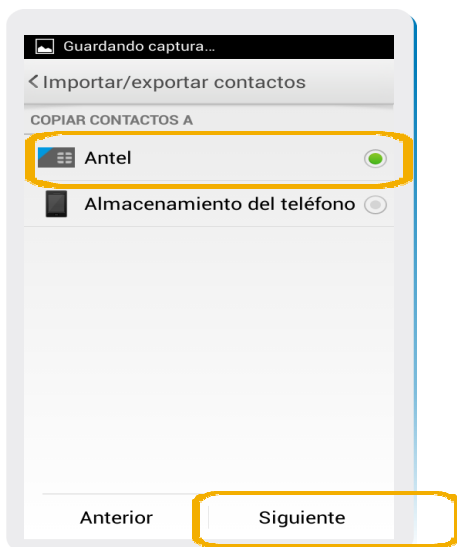 Guardando captura...
Importar/exportar contactos
COPIAR CONTACTOS A
Antel
Almacenamiento del teléfono
Anterior Siguiente